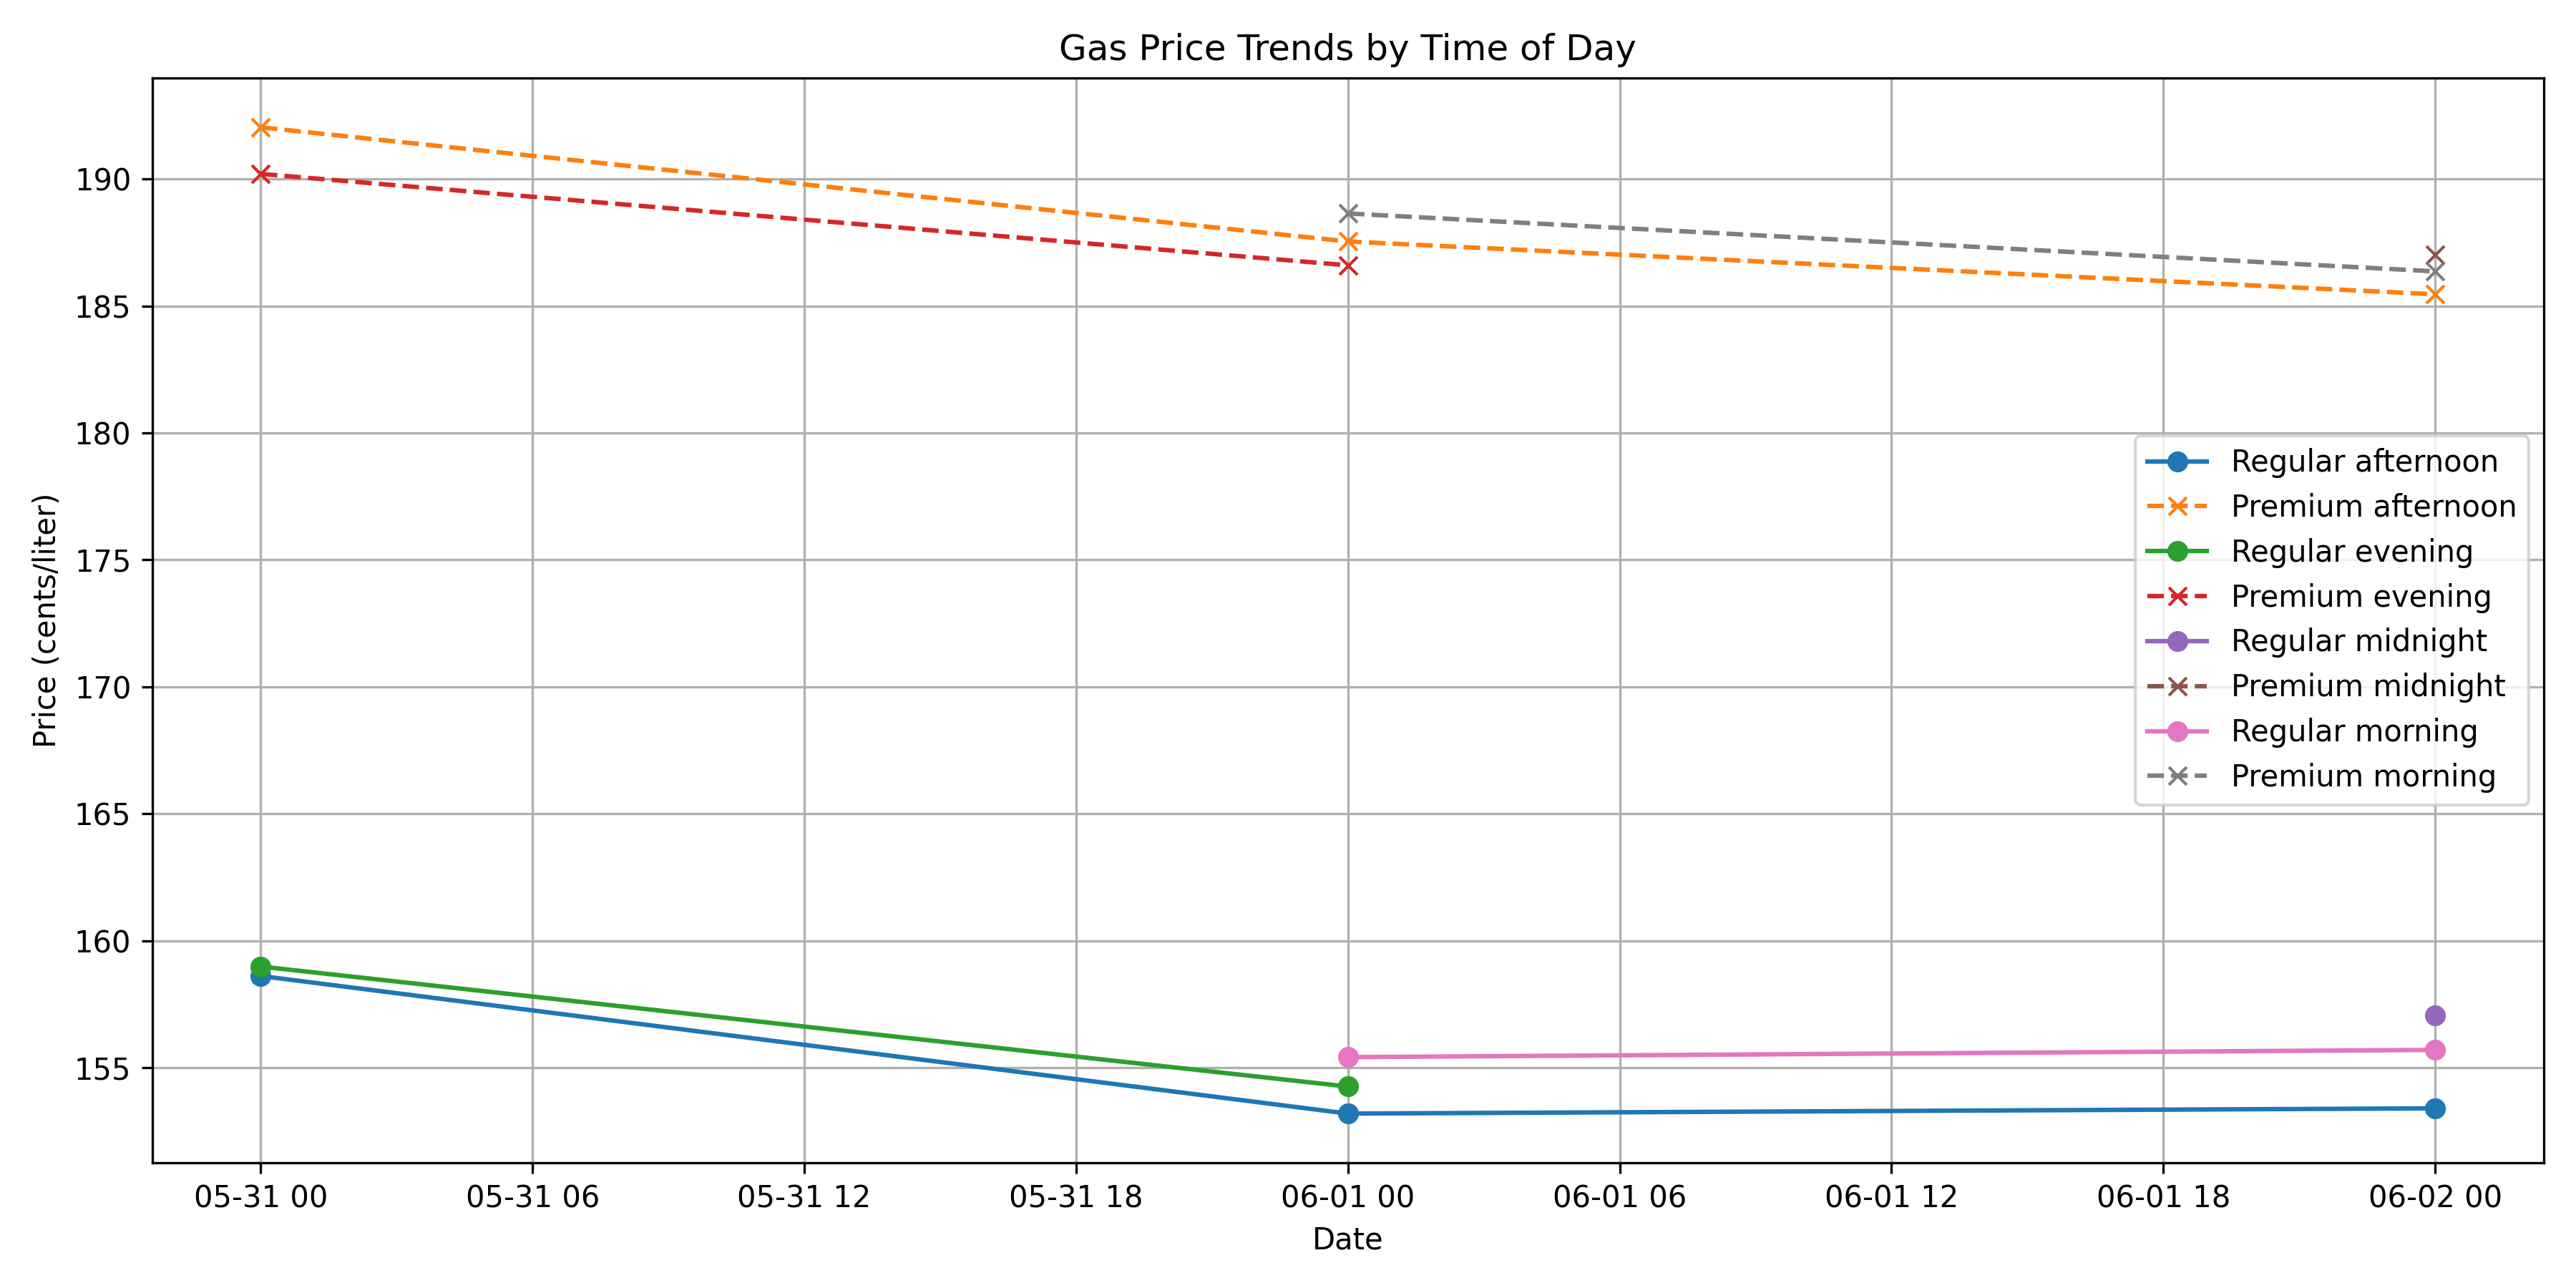 Gas Price Trends by Time of Day
Price (cents/liter)
190
185
180
175
170
165
160
155
Regular afternoon
Premium afternoon
Regular evening
Premium evening
Regular midnight
Premium midnight
Regular morning
Premium morning
05-31 00 05-31 06 05-31 12 05-31 18 06-01 00 06-01 06 06-01 12 06-01 18 06-02 00
Date